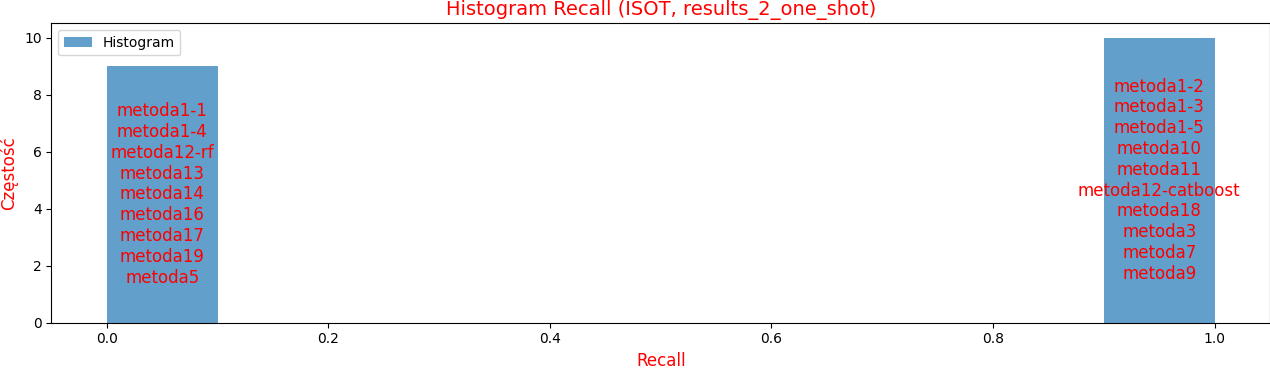 Histogram Recall (ISOT, results_2_one_shot)
Histogram
Częstość
10
8
6
4
2
0
metoda1-1
metoda1-4
metoda12-rf
metoda13
metoda14
metoda16
metoda17
metoda19
metoda5
metoda1-2
metoda1-3
metoda1-5
metoda10
metoda11
metoda12-catboost
metoda18
metoda3
metoda7
metoda9
0.0 0.2 0.4 0.6 0.8 1.0
Recall